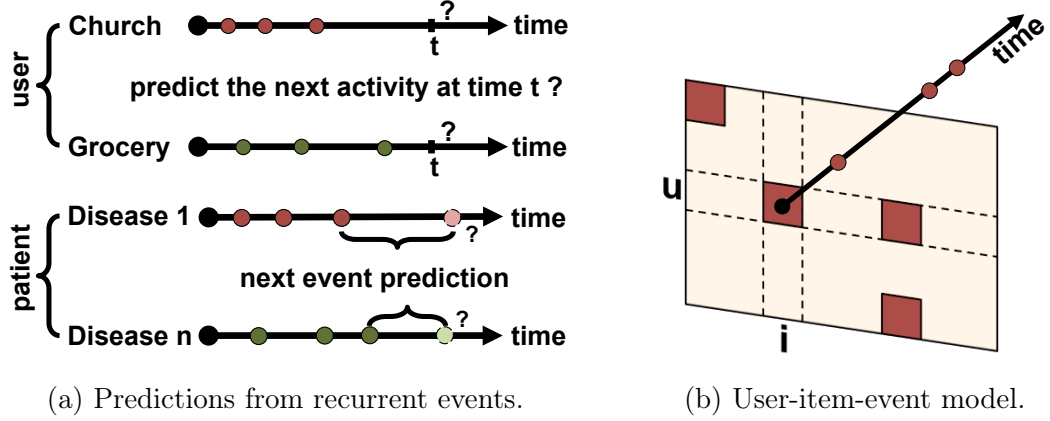 user
Church
?
t
time
predict the next activity at time t ?
Grocery
?
t
time
patient
Disease 1
?
time
next event prediction
Disease n
?
time
(a) Predictions from recurrent events.
time
u
i
(b) User-item-event model.